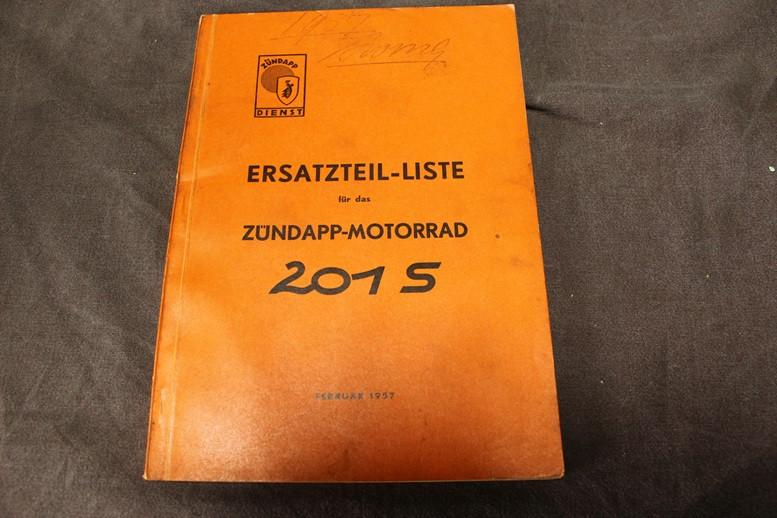 ZÜNDAPP
DIENST
ERSATZTEIL-LISTE
für das
ZÜNDAPP-MOTORRAD
201 S
FEBRUAR 1957